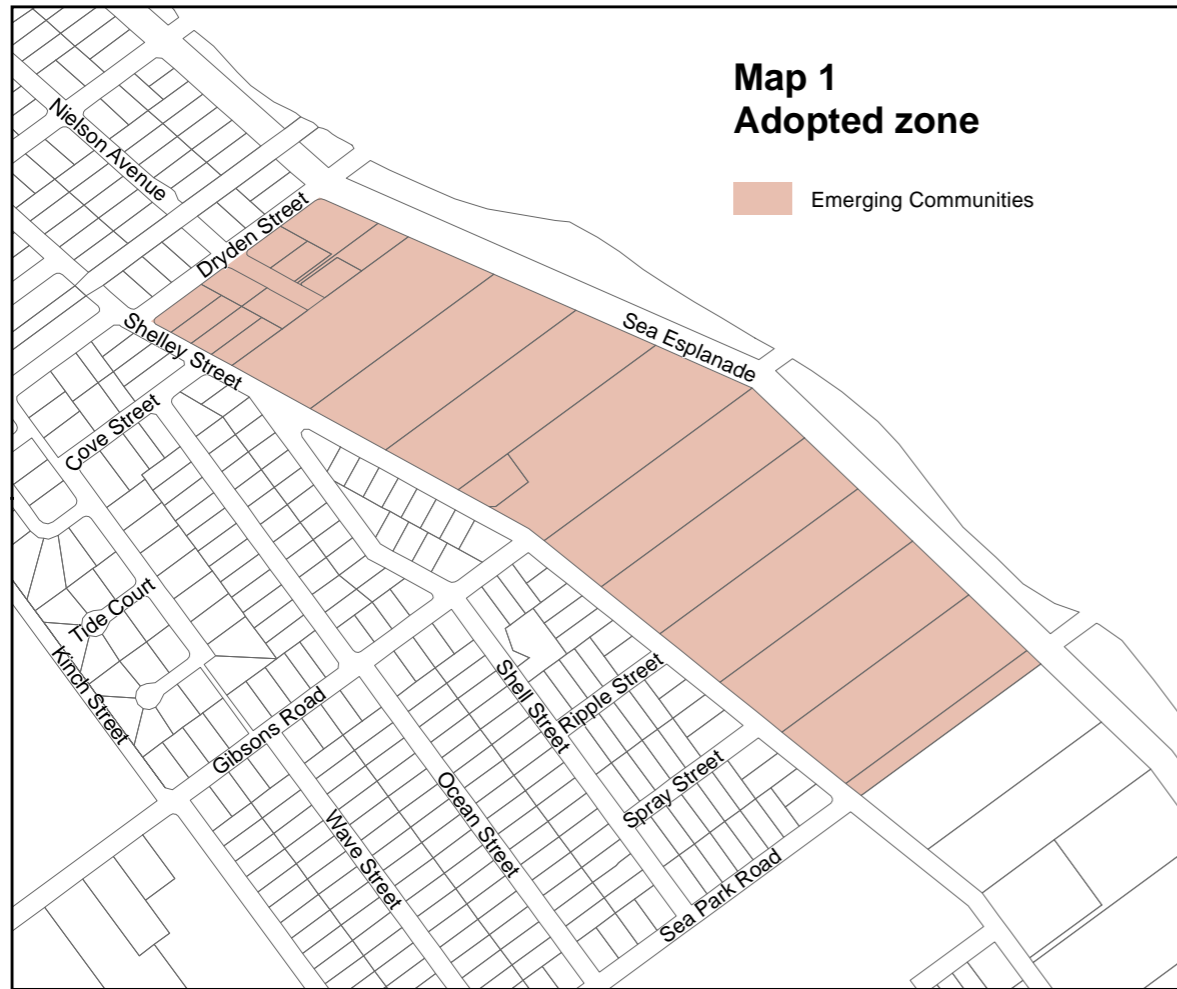 Map 1
Adopted zone
Emerging Communities
Nielson Avenue
Dryden Street
Shelley Street
Sea Esplanade
Cove Street
Tide Court
Kinch Street
Gibsons Road
Shell Street
Ripple Street
Spray Street
Ocean Street
Wave Street
Sea Park Road